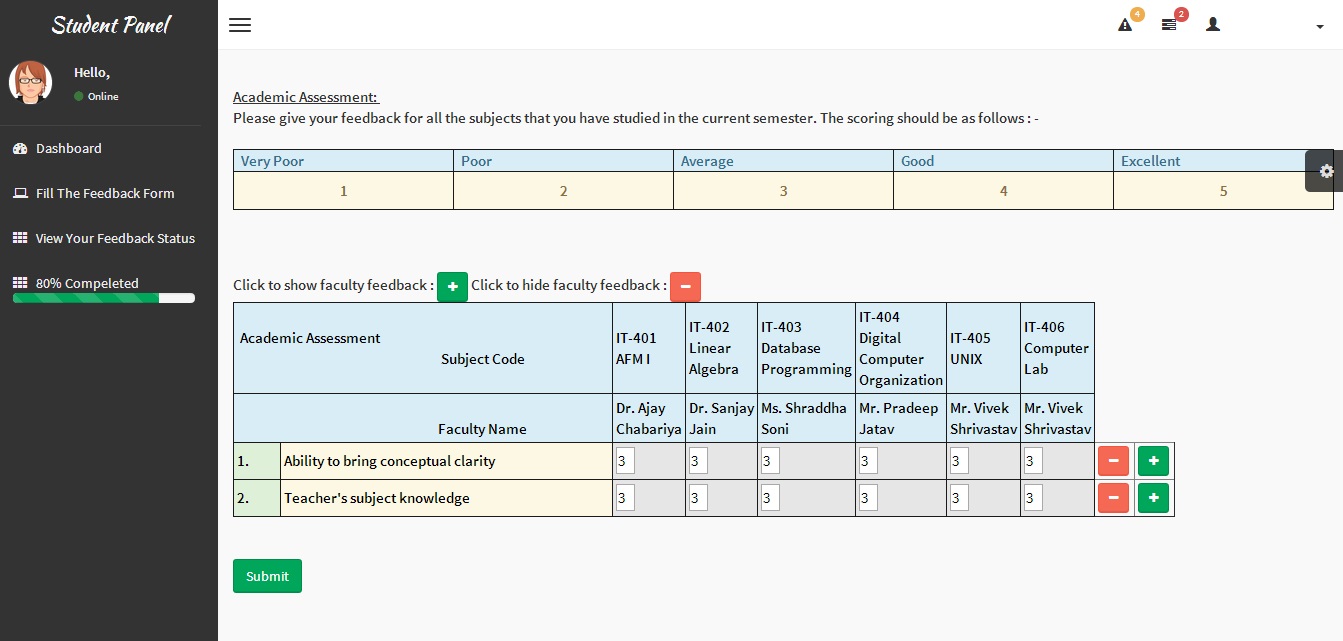 Student Panel
4
2
Hello,
Online
Dashboard
Fill The Feedback Form
View Your Feedback Status
80% Compeleted
Academic Assessment:
Please give your feedback for all the subjects that you have studied in the current semester. The scoring should be as follows : -
Very Poor Poor Average Good Excellent
1 2 3 4 5
Click to show faculty feedback : + Click to hide faculty feedback : −
Academic Assessment
Subject Code
IT-401
AFM I
IT-402
Linear
Algebra
IT-403
Database
Programming
IT-404
Digital
Computer
Organization
IT-405
UNIX
IT-406
Computer
Lab
Faculty Name
Dr. Ajay
Chabariya
Dr. Sanjay
Jain
Ms. Shraddha
Soni
Mr. Pradeep
Jatav
Mr. Vivek
Shrivastav
Mr. Vivek
Shrivastav
1. Ability to bring conceptual clarity 3 3 3 3 3 3 − +
2. Teacher's subject knowledge 3 3 3 3 3 3 − +
Submit